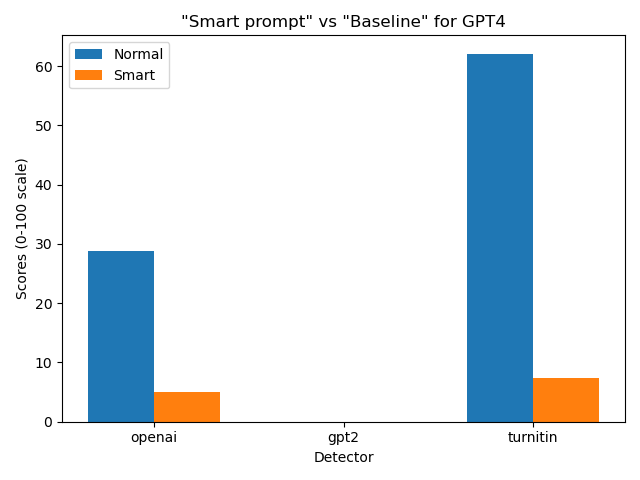 "Smart prompt" vs "Baseline" for GPT4
Normal
Smart
Scores (0-100 scale)
60
50
40
30
20
10
0
openai gpt2 turnitin
Detector